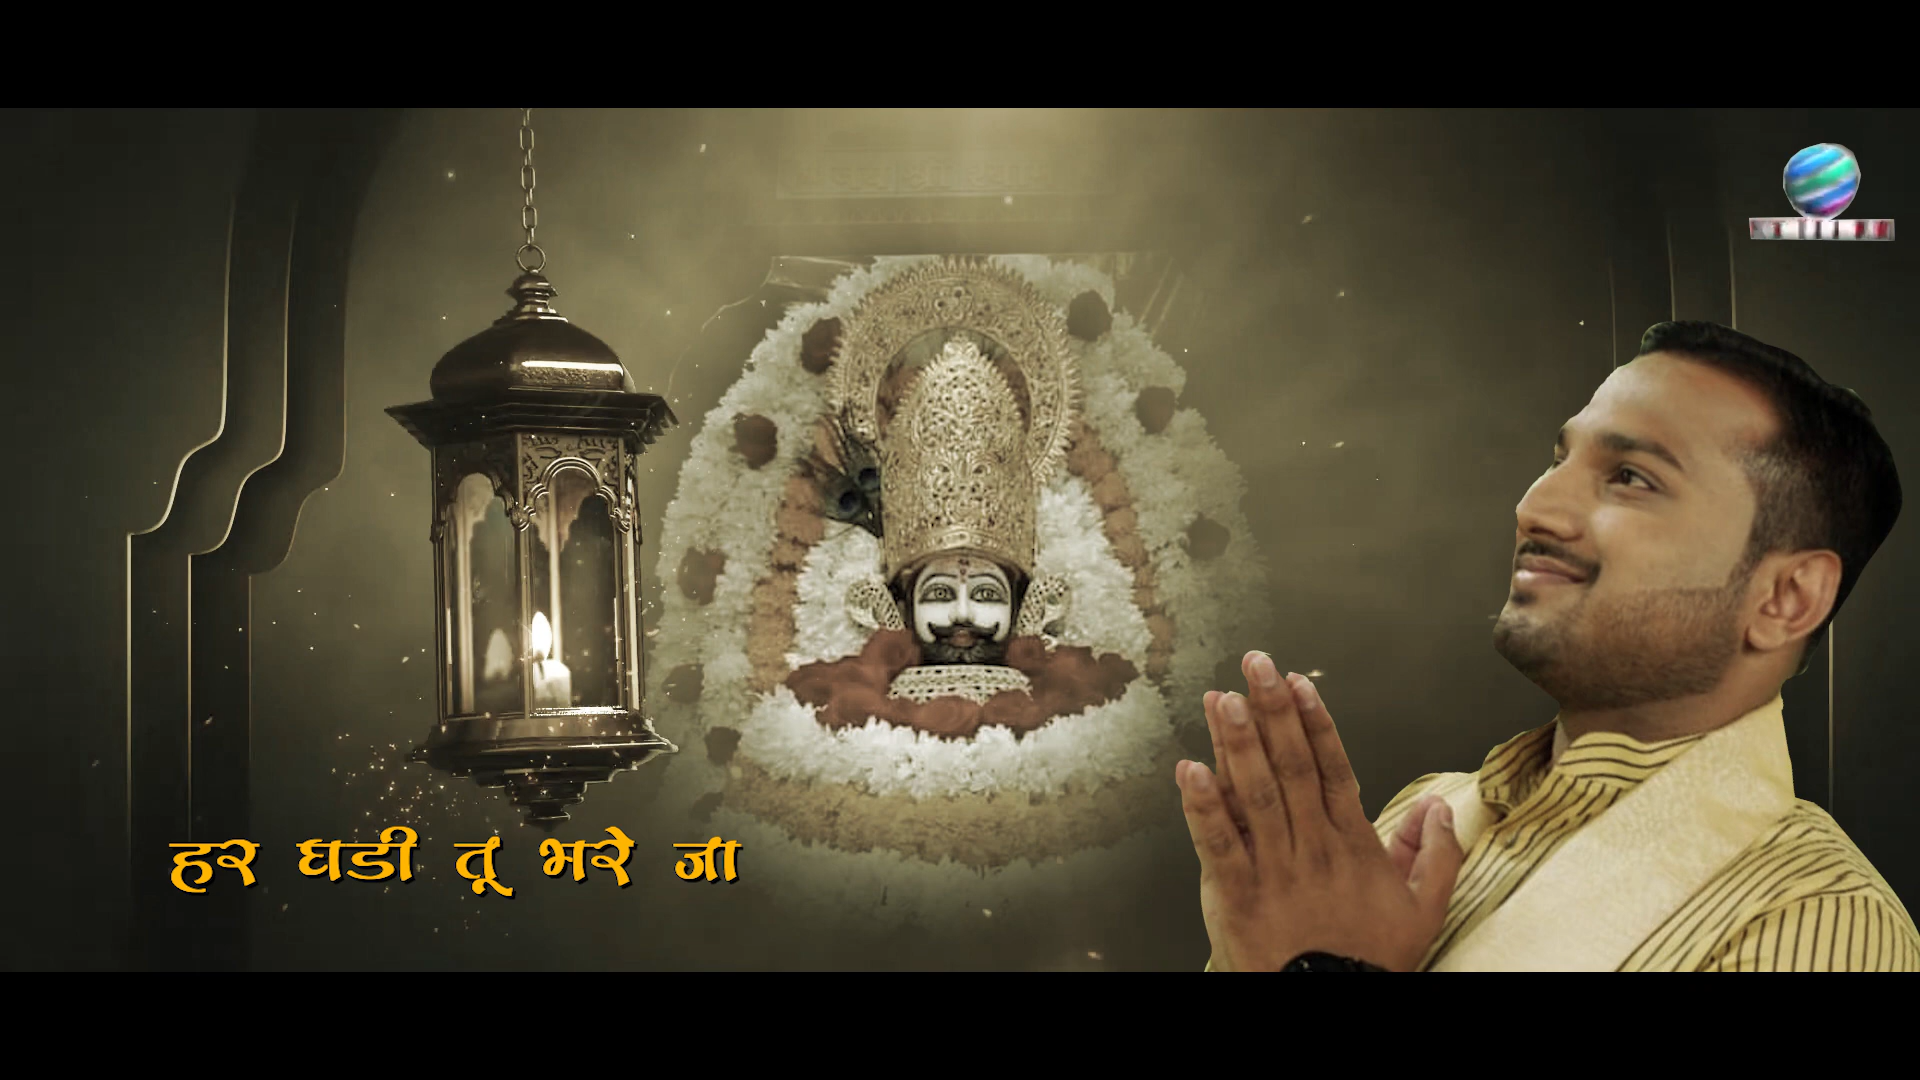 हर घडी तू भरे जा